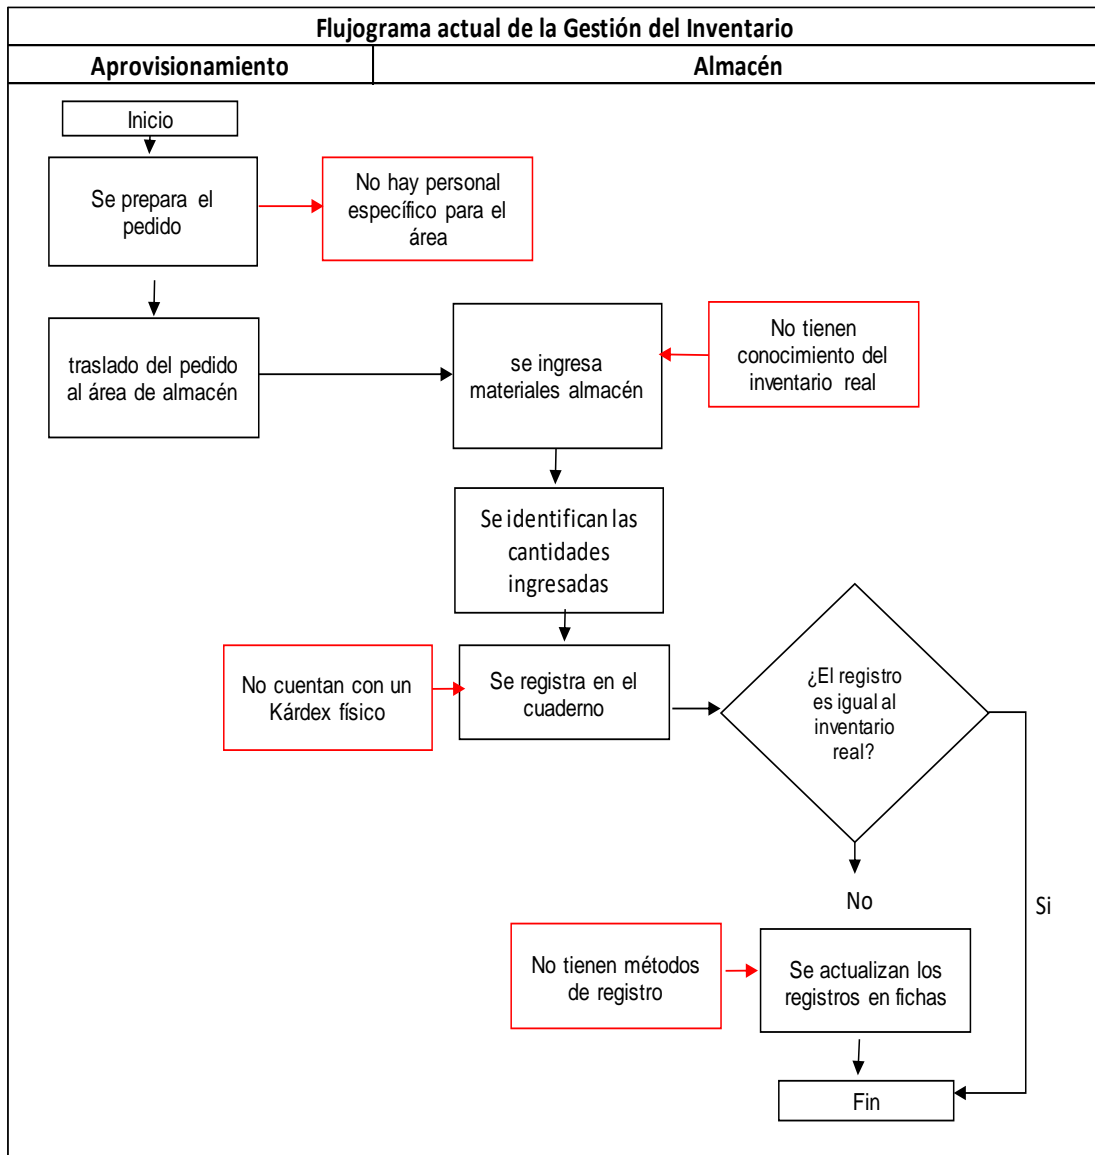 Flujograma actual de la Gestión del Inventario
Aprovisionamiento
Almacén
Inicio
Se prepara el
pedido
No hay personal
específico para el
área
traslado del pedido
al área de almacén
se ingresa
materiales almacén
No tienen
conocimiento del
inventario real
Se identifican las
cantidades
ingresadas
No cuentan con un
Kárdex físico
Se registra en el
cuaderno
¿El registro
es igual al
inventario
real?
No
Si
No tienen métodos
de registro
Se actualizan los
registros en fichas
Fin